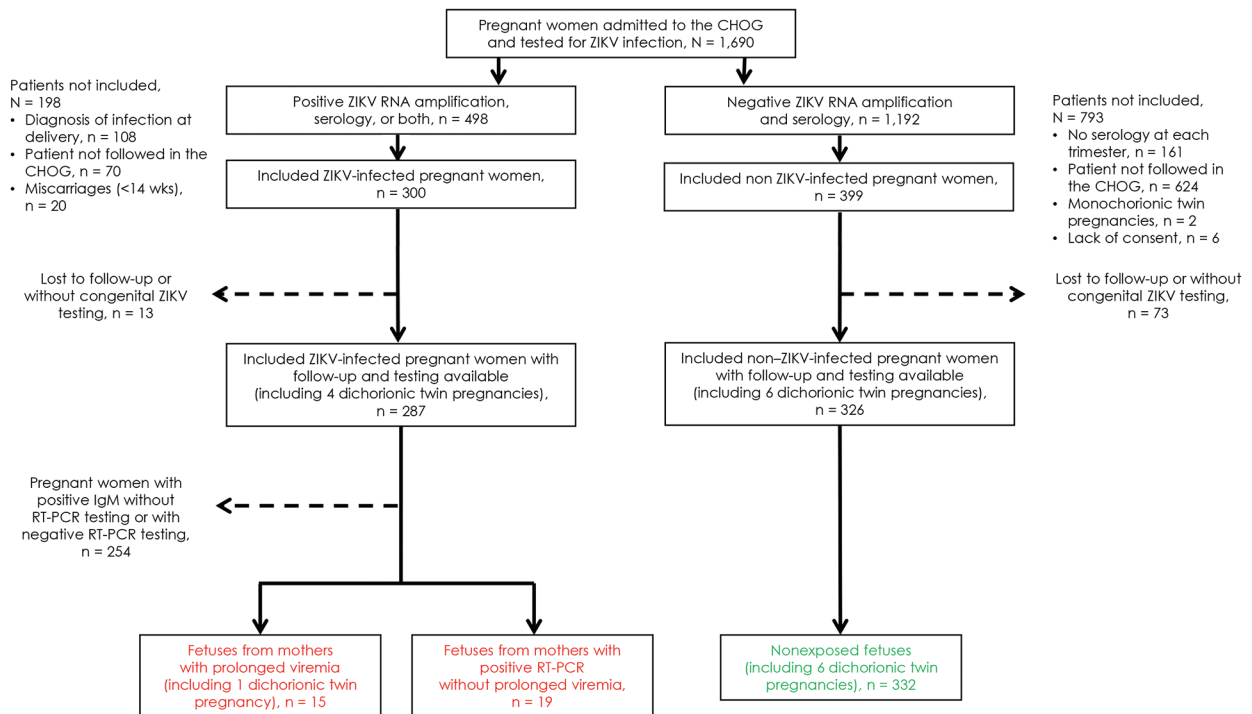 Pregnant women admitted to the CHOG
and tested for ZIKV infection, N = 1,690
Patients not included,
N = 198
• Diagnosis of infection at
delivery, n = 108
• Patient not followed in the
CHOG, n = 70
• Miscarriages (<14 wks),
n = 20
Positive ZIKV RNA amplification,
serology, or both, n = 498
Negative ZIKV RNA amplification
and serology, n = 1,192
Patients not included,
N = 793
• No serology at each
trimester, n = 161
• Patient not followed in
the CHOG, n = 624
• Monochorionic twin
pregnancies, n = 2
• Lack of consent, n = 6
Included ZIKV-infected pregnant women,
n = 300
Included non ZIKV-infected pregnant women,
n = 399
Lost to follow-up or
without congenital ZIKV
testing, n = 13
Lost to follow-up or without
congenital ZIKV testing,
n = 73
Included ZIKV-infected pregnant women with
follow-up and testing available
(including 4 dichorionic twin pregnancies),
n = 287
Included non–ZIKV-infected pregnant women
with follow-up and testing available
(including 6 dichorionic twin pregnancies),
n = 326
Pregnant women with
positive IgM without
RT-PCR testing or with
negative RT-PCR testing,
n = 254
Fetuses from mothers
with prolonged viremia
(including 1 dichorionic twin
pregnancy), n = 15
Fetuses from mothers with
positive RT-PCR
without prolonged viremia,
n = 19
Nonexposed fetuses
(including 6 dichorionic twin
pregnancies), n = 332